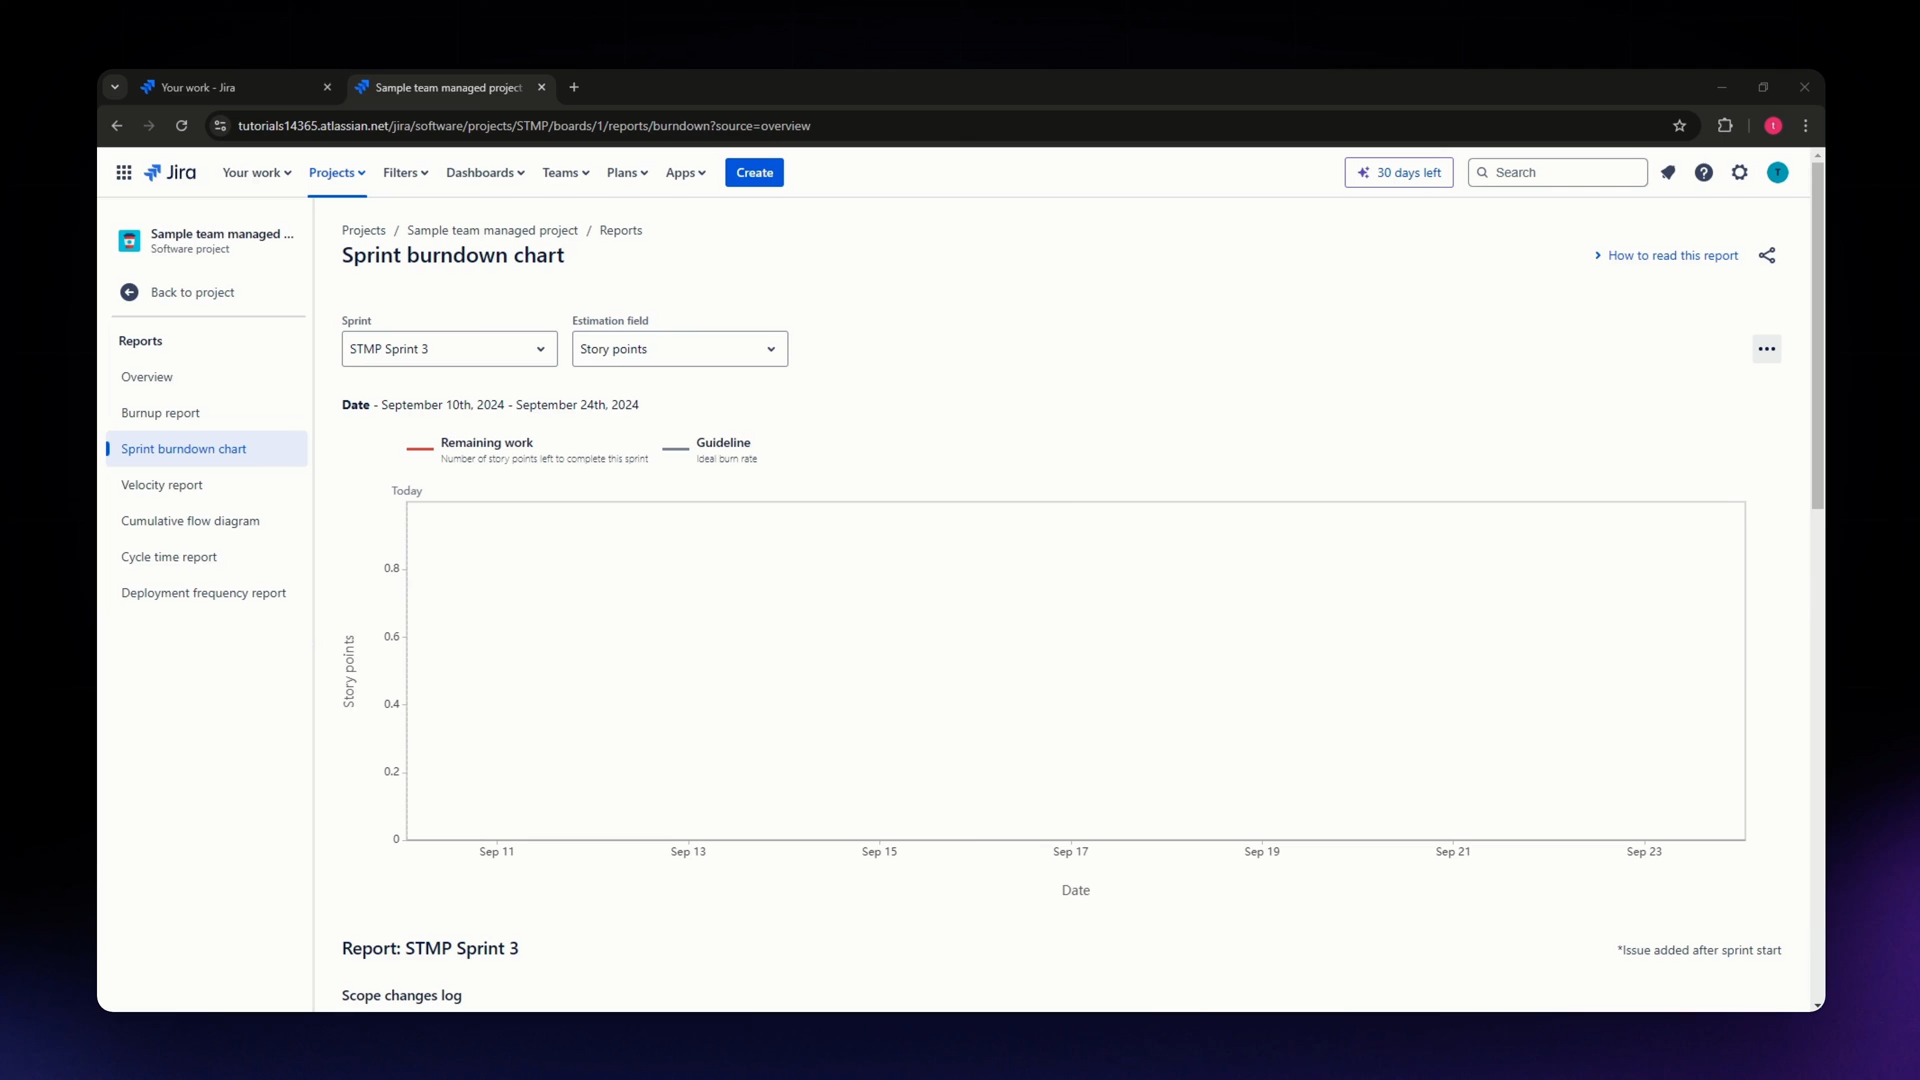 Your work - Jira
Sample team managed project
tutorials14365.atlassian.net/jira/software/projects/STMP/boards/1/reports/burndown?source=overview
t
Jira
Your work
Projects
Filters
Dashboards
Teams
Plans
Apps
Create
30 days left
Search
T
Sample team managed ...
Software project
Back to project
Reports
Overview
Burnup report
Sprint burndown chart
Velocity report
Cumulative flow diagram
Cycle time report
Deployment frequency report
Projects / Sample team managed project / Reports
Sprint burndown chart
How to read this report
Sprint
STMP Sprint 3
Estimation field
Story points
Date - September 10th, 2024 - September 24th, 2024
Remaining work
Number of story points left to complete this sprint
Guideline
Ideal burn rate
Today
0.8
0.6
0.4
0.2
0
Story points
Sep 11
Sep 13
Sep 15
Sep 17
Sep 19
Sep 21
Sep 23
Date
Report: STMP Sprint 3
*Issue added after sprint start
Scope changes log